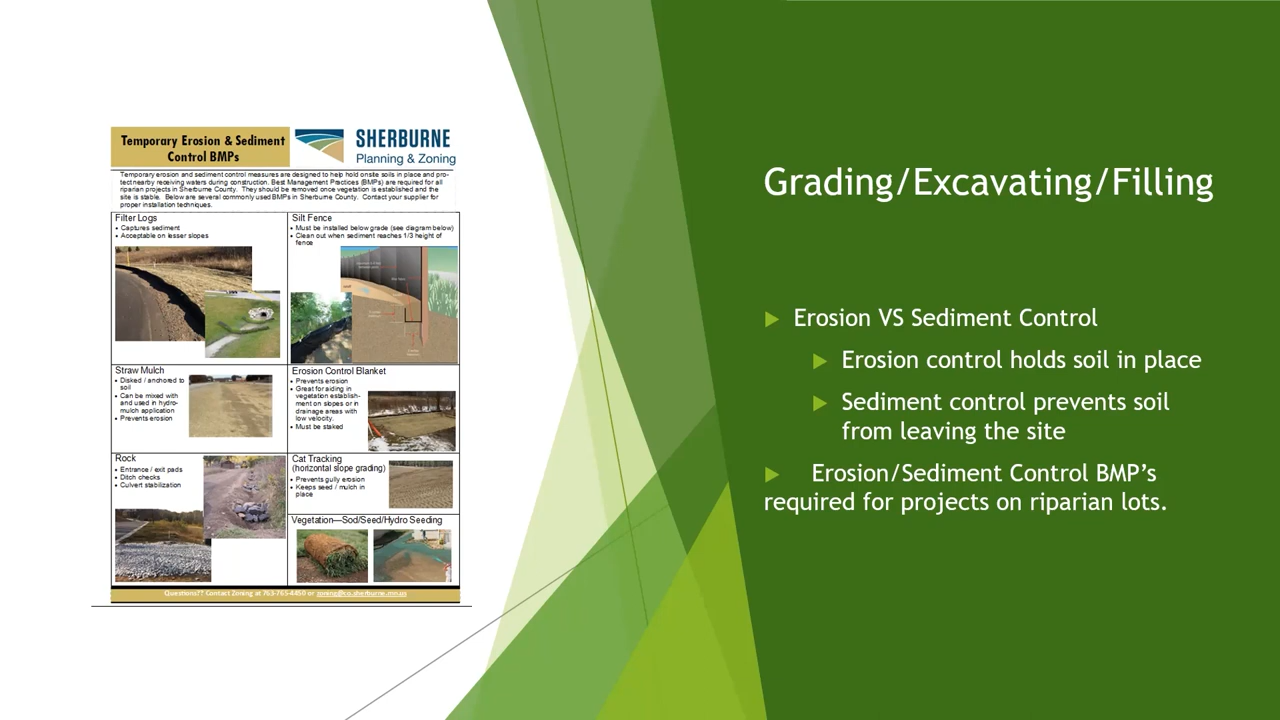 Temporary Erosion & Sediment
Control BMPs
SHERBURNE
Planning & Zoning
Temporary erosion and sediment control measures are designed to help hold onsite soils in place and pro-
tect nearby receiving waters during construction. Best Management Practices (BMPs) are required for all
riparian projects in Sherburne County. They should be removed once vegetation is established and the
site is stable. Below are several commonly used BMPs in Sherburne County. Contact your supplier for
proper installation techniques.
Filter Logs
• Captures sediment
• Acceptable on lesser slopes
Silt Fence
• Must be installed below grade (see diagram below)
• Clean out when sediment reaches 1/3 height of
fence
Straw Mulch
• Disked / anchored to
soil
• Can be mixed with
and used in hydro-
mulch application
• Prevents erosion
Erosion Control Blanket
• Prevents erosion
• Great for aiding in
vegetation establish-
ment on slopes or in
drainage areas with
low velocity.
• Must be staked
Rock
• Entrance / exit pads
• Ditch checks
• Culvert stabilization
Cat Tracking
(horizontal slope grading)
• Prevents gully erosion
• Keeps seed / mulch in
place
Vegetation—Sod/Seed/Hydro Seeding
Questions?? Contact Zoning at 763-765-4450 or zoning@co.sherburne.mn.us
Grading/Excavating/Filling
Erosion VS Sediment Control
Erosion control holds soil in place
Sediment control prevents soil
from leaving the site
Erosion/Sediment Control BMP's
required for projects on riparian lots.